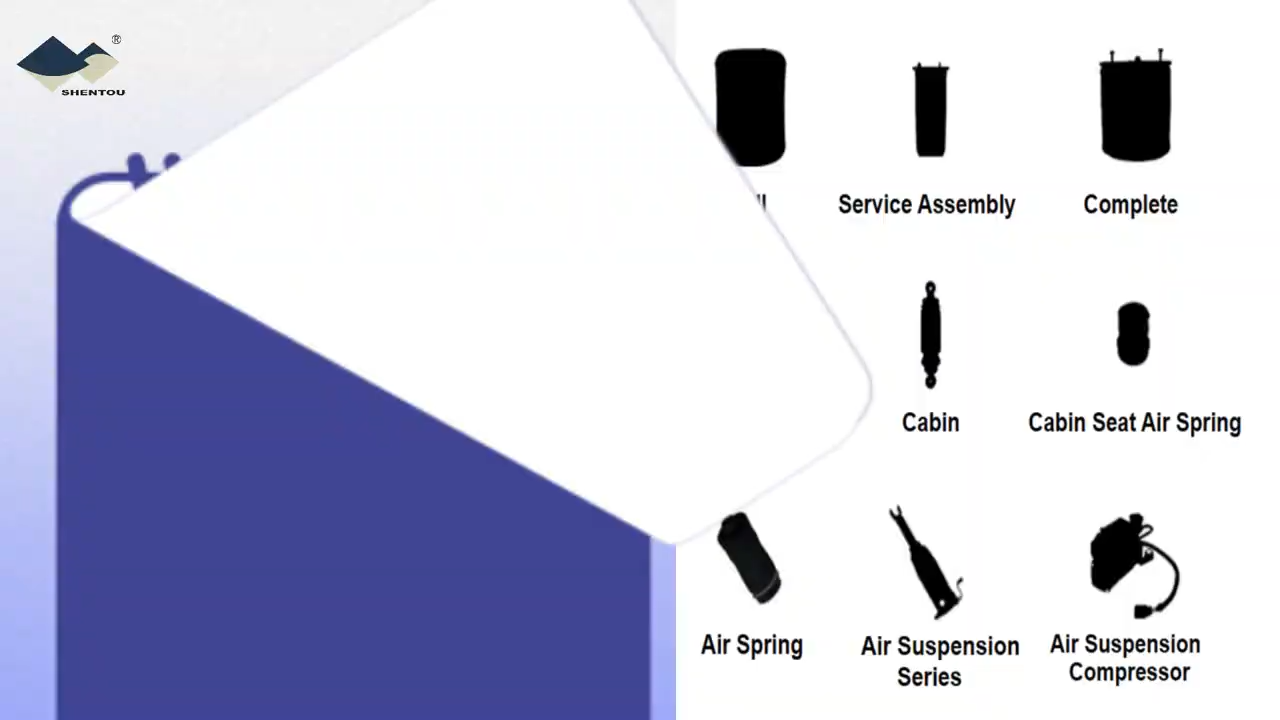 ®
SHENTOU
Service Assembly
Complete
Cabin
Cabin Seat Air Spring
Air Spring
Air Suspension
Series
Air Suspension
Compressor